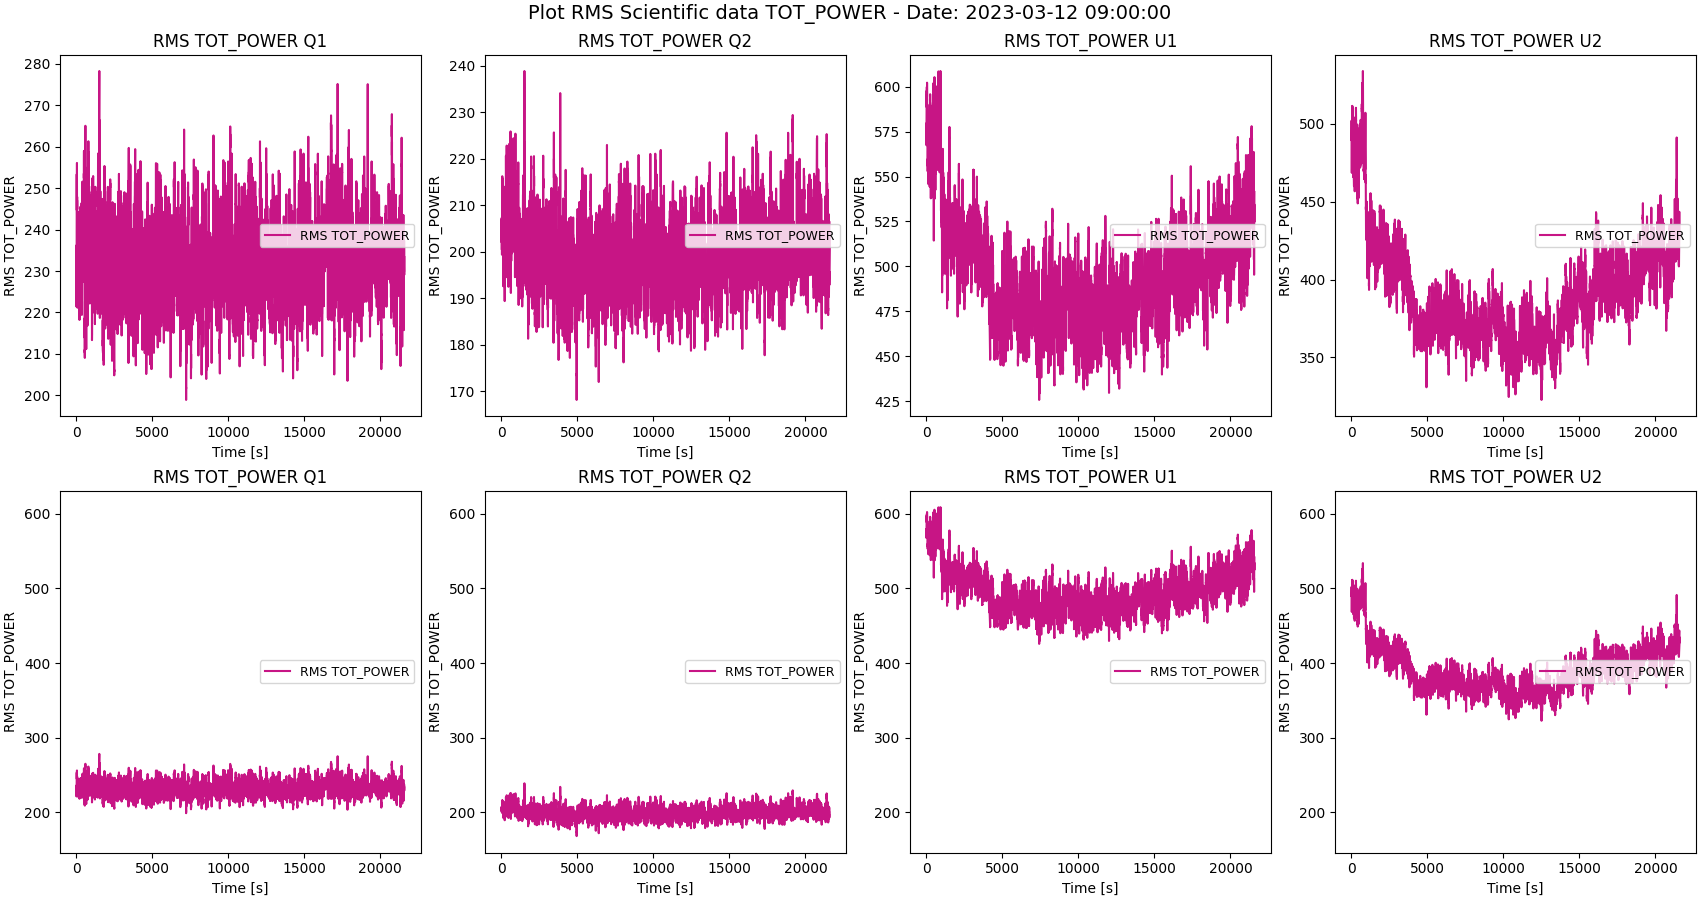 Plot RMS Scientific data TOT_POWER - Date: 2023-03-12 09:00:00
RMS TOT_POWER Q1
RMS TOT_POWER
280
270
260
250
240
230
220
210
200
RMS TOT_POWER
0 5000 10000 15000 20000
Time [s]
RMS TOT_POWER Q2
RMS TOT_POWER
240
230
220
210
200
190
180
170
RMS TOT_POWER
0 5000 10000 15000 20000
Time [s]
RMS TOT_POWER U1
RMS TOT_POWER
600
575
550
525
500
475
450
425
RMS TOT_POWER
0 5000 10000 15000 20000
Time [s]
RMS TOT_POWER U2
RMS TOT_POWER
500
450
400
350
RMS TOT_POWER
0 5000 10000 15000 20000
Time [s]
RMS TOT_POWER Q1
RMS TOT_POWER
600
500
400
300
200
RMS TOT_POWER
0 5000 10000 15000 20000
Time [s]
RMS TOT_POWER Q2
RMS TOT_POWER
600
500
400
300
200
RMS TOT_POWER
0 5000 10000 15000 20000
Time [s]
RMS TOT_POWER U1
RMS TOT_POWER
600
500
400
300
200
RMS TOT_POWER
0 5000 10000 15000 20000
Time [s]
RMS TOT_POWER U2
RMS TOT_POWER
600
500
400
300
200
RMS TOT_POWER
0 5000 10000 15000 20000
Time [s]